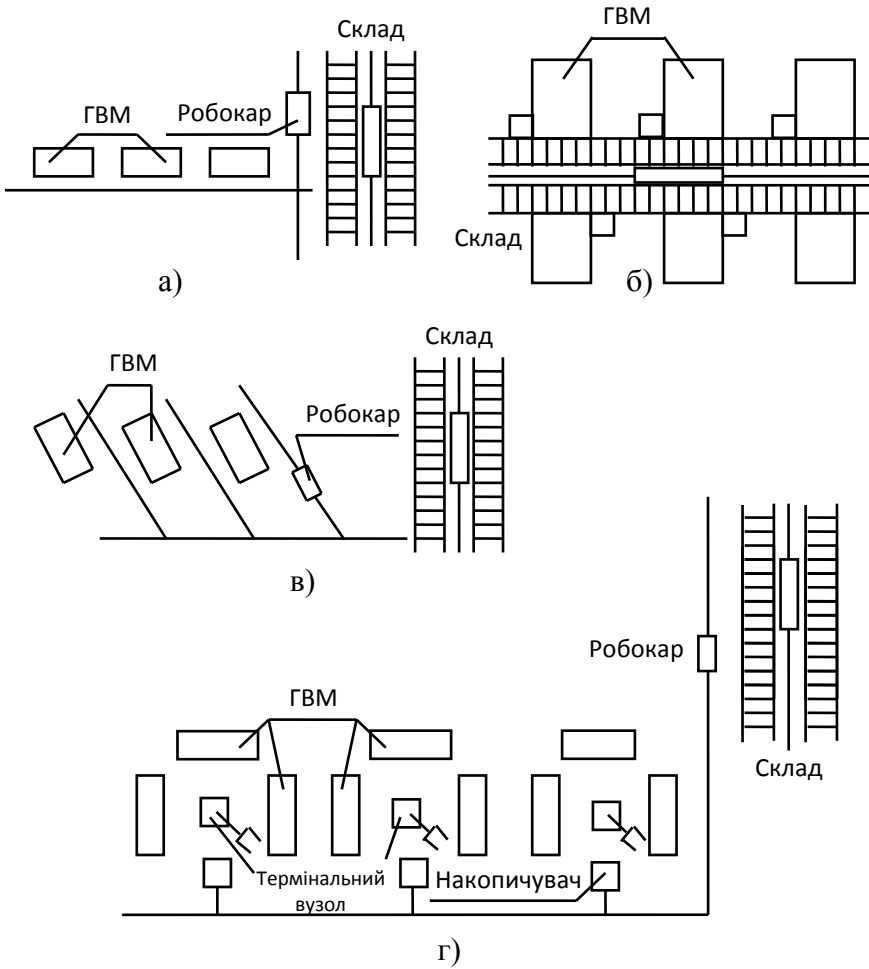 Склад
ГВМ
Робокар
а)
ГВМ
Склад
б)
Склад
ГВМ
Робокар
в)
Робокар
Склад
ГВМ
Термінальний
вузол
Накопичувач
г)